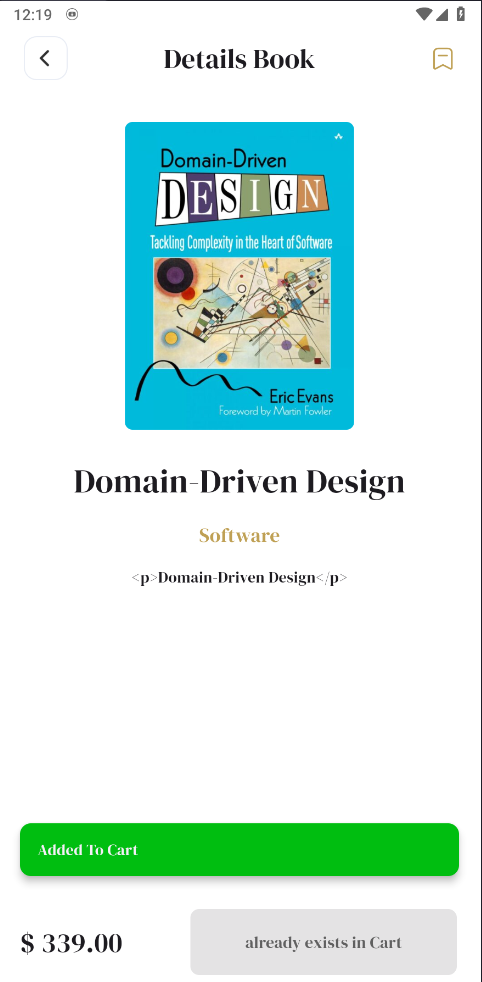 12:19
Details Book
Domain-Driven
DESIGN
Tackling Complexity in the Heart of Software
Eric Evans
Foreword by Martin Fowler
Domain-Driven Design
Software
<p>Domain-Driven Design</p>
Added To Cart
$ 339.00
already exists in Cart